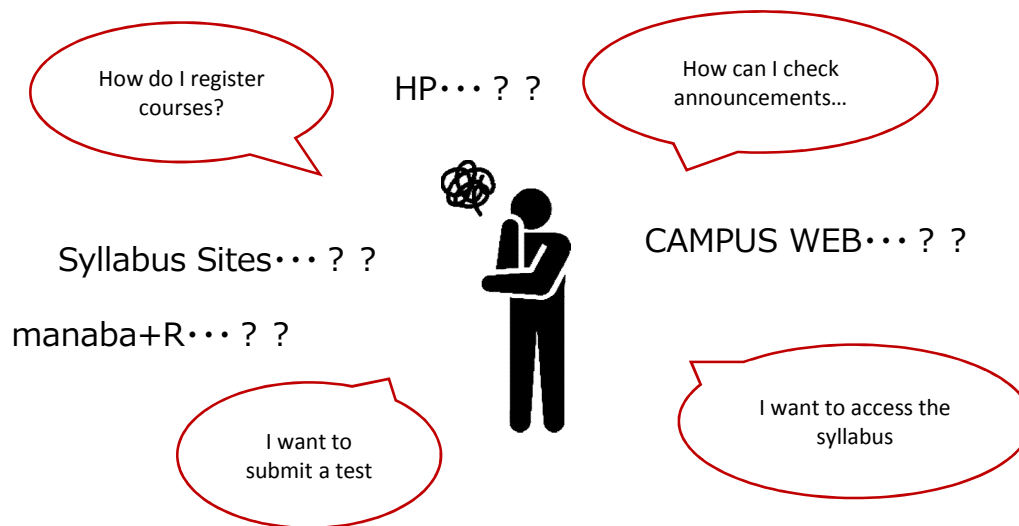 How do I register
courses?
HP･･･？？
How can I check
announcements…
Syllabus Sites･･･？？
CAMPUS WEB･･･？？
manaba+R･･･？？
I want to
submit a test
I want to access the
syllabus